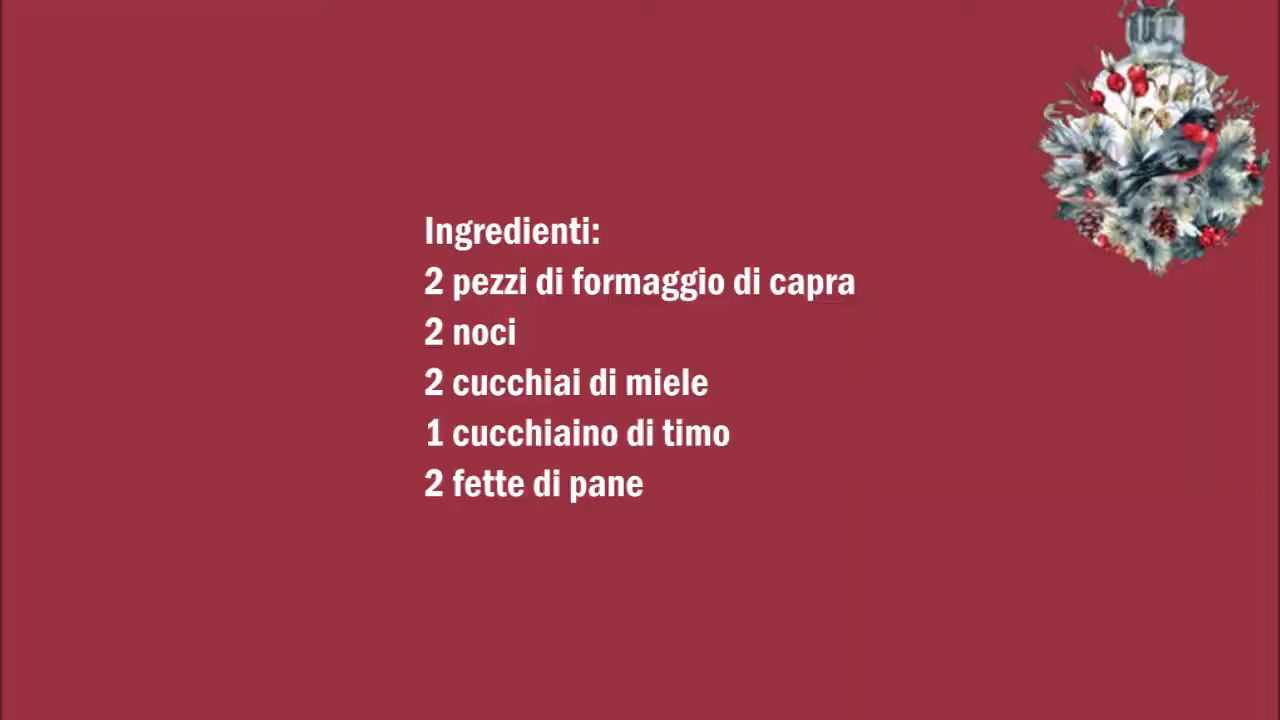 Ingredienti:
2 pezzi di formaggio di capra
2 noci
2 cucchiai di miele
1 cucchiaino di timo
2 fette di pane